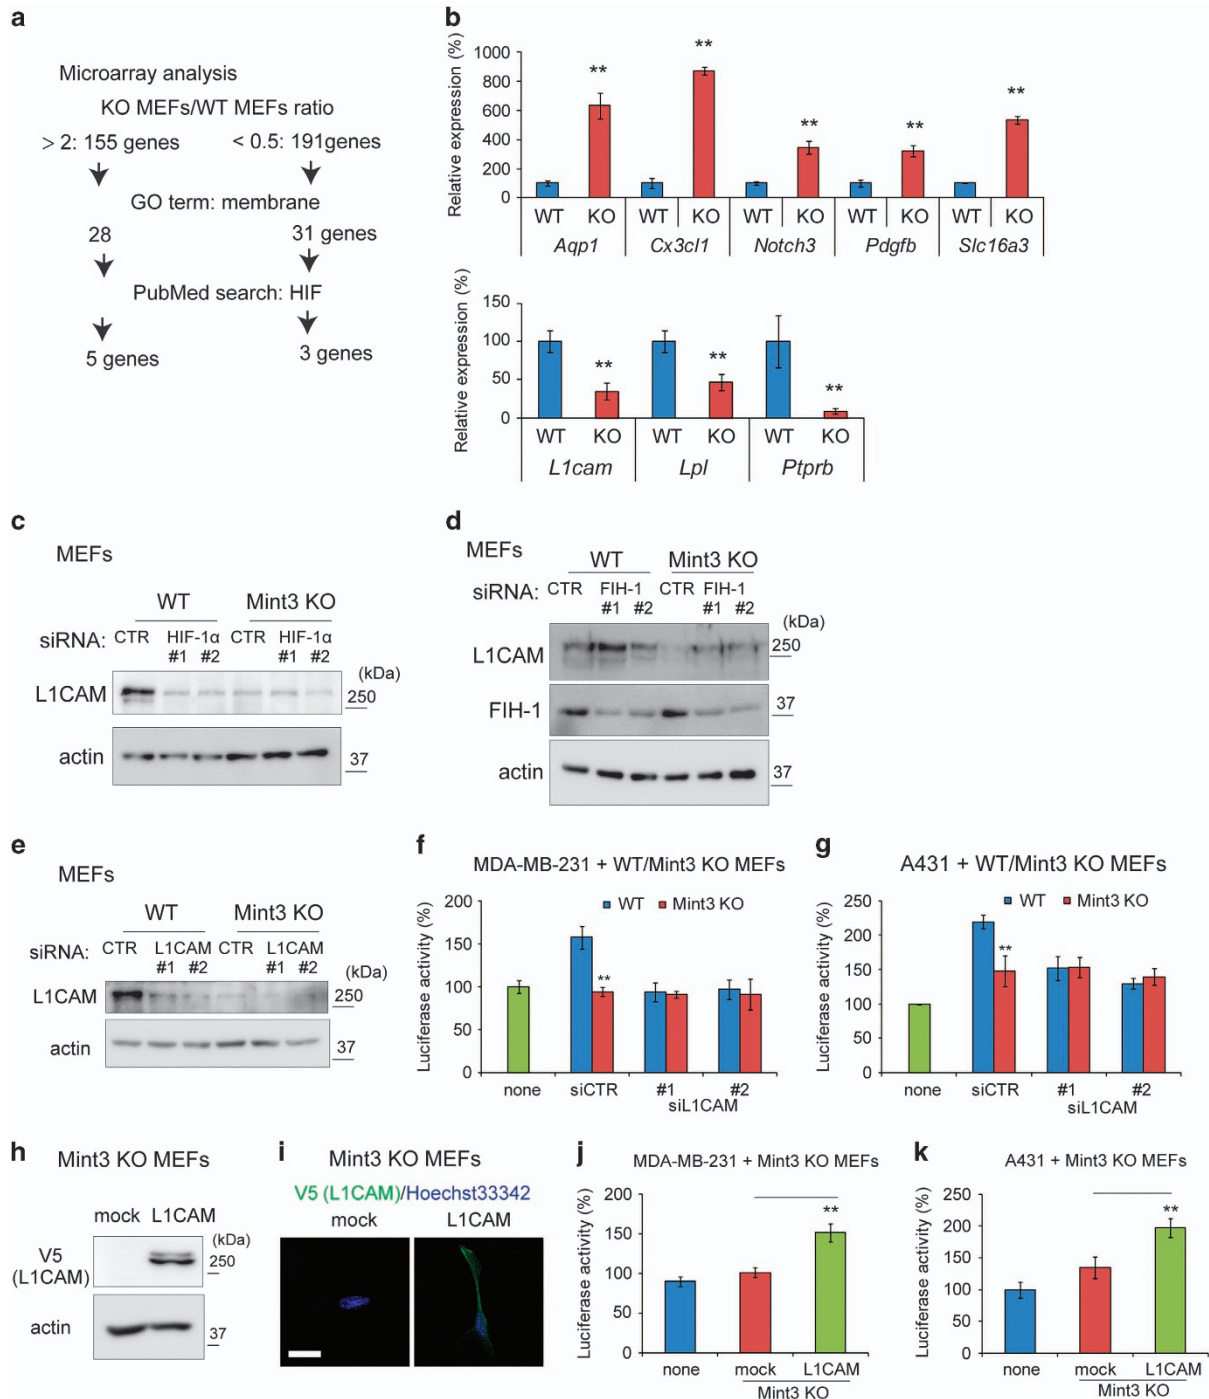 a
Microarray analysis
KO MEFs/WT MEFs ratio
> 2: 155 genes < 0.5: 191genes
GO term: membrane
28 31 genes
PubMed search: HIF
5 genes 3 genes
b
Relative expression (%)
1000
800
600
400
200
0
** ** ** ** **
WT KO WT KO WT KO WT KO WT KO
Aqp1 Cx3cl1 Notch3 Pdgfb Slc16a3
Relative expression (%)
150
100
50
0
** ** **
WT KO WT KO WT KO
L1cam Lpl Ptprb
c
MEFs
WT Mint3 KO
siRNA: CTR HIF-1α CTR HIF-1α
#1 #2 #1 #2
(kDa)
L1CAM 250
actin 37
d
MEFs
WT Mint3 KO
siRNA: CTR FIH-1 CTR FIH-1
#1 #2 #1 #2
(kDa)
L1CAM 250
FIH-1 37
actin 37
e
MEFs
WT Mint3 KO
siRNA: CTR L1CAM CTR L1CAM
#1 #2 #1 #2
(kDa)
L1CAM 250
actin 37
f
MDA-MB-231 + WT/Mint3 KO MEFs
Luciferase activity (%)
WT Mint3 KO
200
150
100
50
0
**
none siCTR #1 #2
siL1CAM
g
A431 + WT/Mint3 KO MEFs
Luciferase activity (%)
WT Mint3 KO
250
200
150
100
50
0
**
none siCTR #1 #2
siL1CAM
h
Mint3 KO MEFs
mock L1CAM
(kDa)
V5
(L1CAM)
250
actin
37
i
Mint3 KO MEFs
V5 (L1CAM)/Hoechst33342
mock L1CAM
j
MDA-MB-231 + Mint3 KO MEFs
Luciferase activity (%)
200
150
100
50
0
**
none mock L1CAM
Mint3 KO
k
A431 + Mint3 KO MEFs
Luciferase activity (%)
250
200
150
100
50
0
**
none mock L1CAM
Mint3 KO